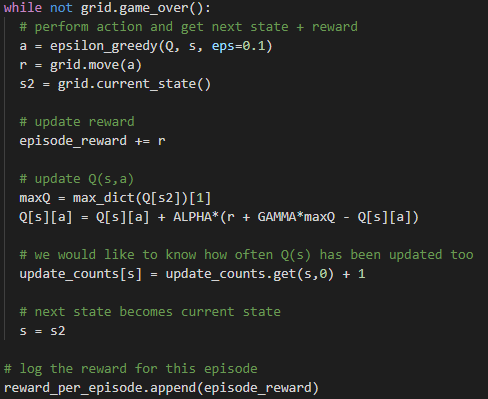 while not grid.game_over():
# perform action and get next state + reward
a = epsilon_greedy(Q, s, eps=0.1)
r = grid.move(a)
s2 = grid.current_state()
# update reward
episode_reward += r
# update Q(s,a)
maxQ = max_dict(Q[s2])[1]
Q[s][a] = Q[s][a] + ALPHA*(r + GAMMA*maxQ - Q[s][a])
# we would like to know how often Q(s) has been updated too
update_counts[s] = update_counts.get(s,0) + 1
# next state becomes current state
s = s2
# log the reward for this episode
reward_per_episode.append(episode_reward)